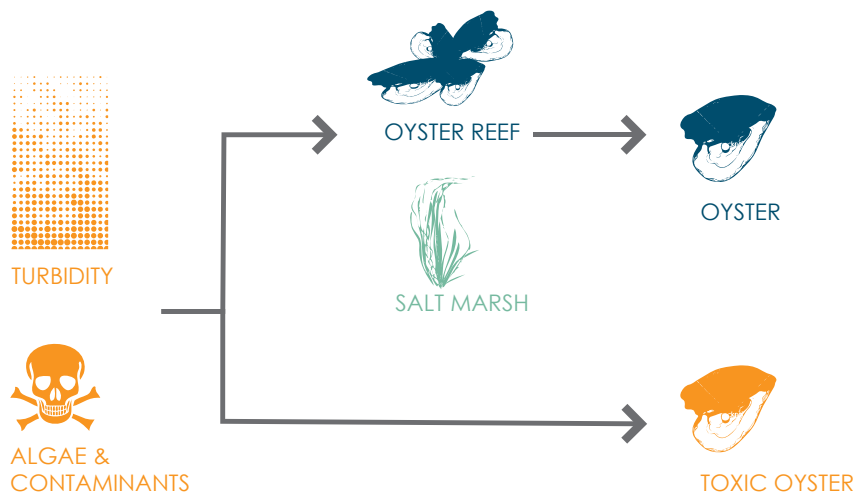 OYSTER REEF
OYSTER
TURBIDITY
SALT MARSH
ALGAE &
CONTAMINANTS
TOXIC OYSTER